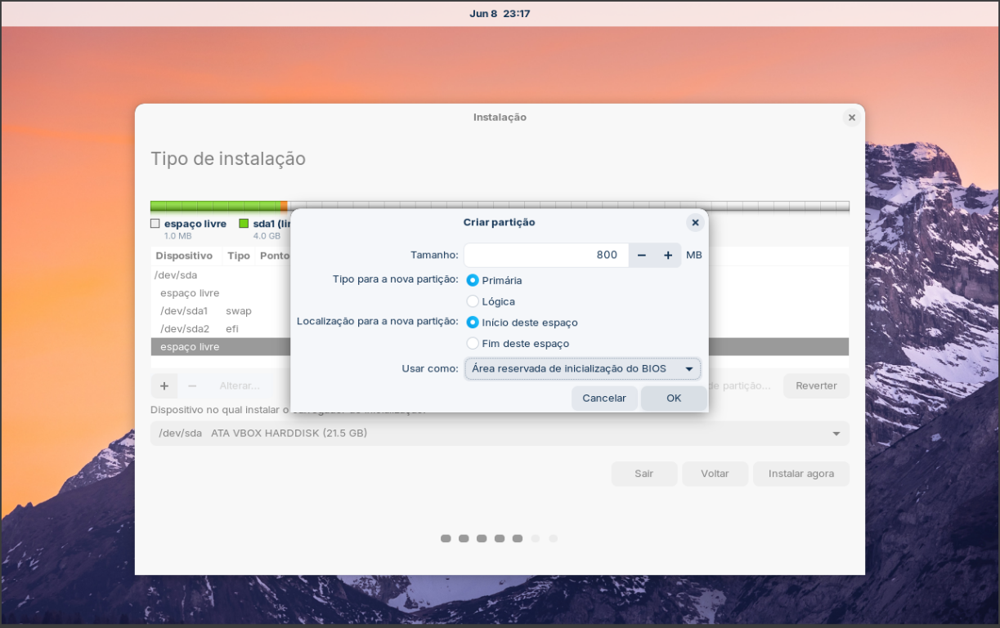 Jun 8 23:17
Instalação
Tipo de instalação
espaço livre sda1 (lin
1.0 MB 4.0 GB
Dispositivo Tipo Ponto
/dev/sda
espaço livre
/dev/sda1 swap
/dev/sda2 efi
espaço livre
Criar partição
Tamanho: 800 MB
Tipo para a nova partição: Primária
Lógica
Localização para a nova partição: Início deste espaço
Fim deste espaço
Usar como: Área reservada de inicialização do BIOS
Cancelar OK
+ − Alterar... de partição... Reverter
Dispositivo no qual instalar o carregador de inicialização:
/dev/sda ATA VBOX HARDDISK (21.5 GB)
Sair Voltar Instalar agora